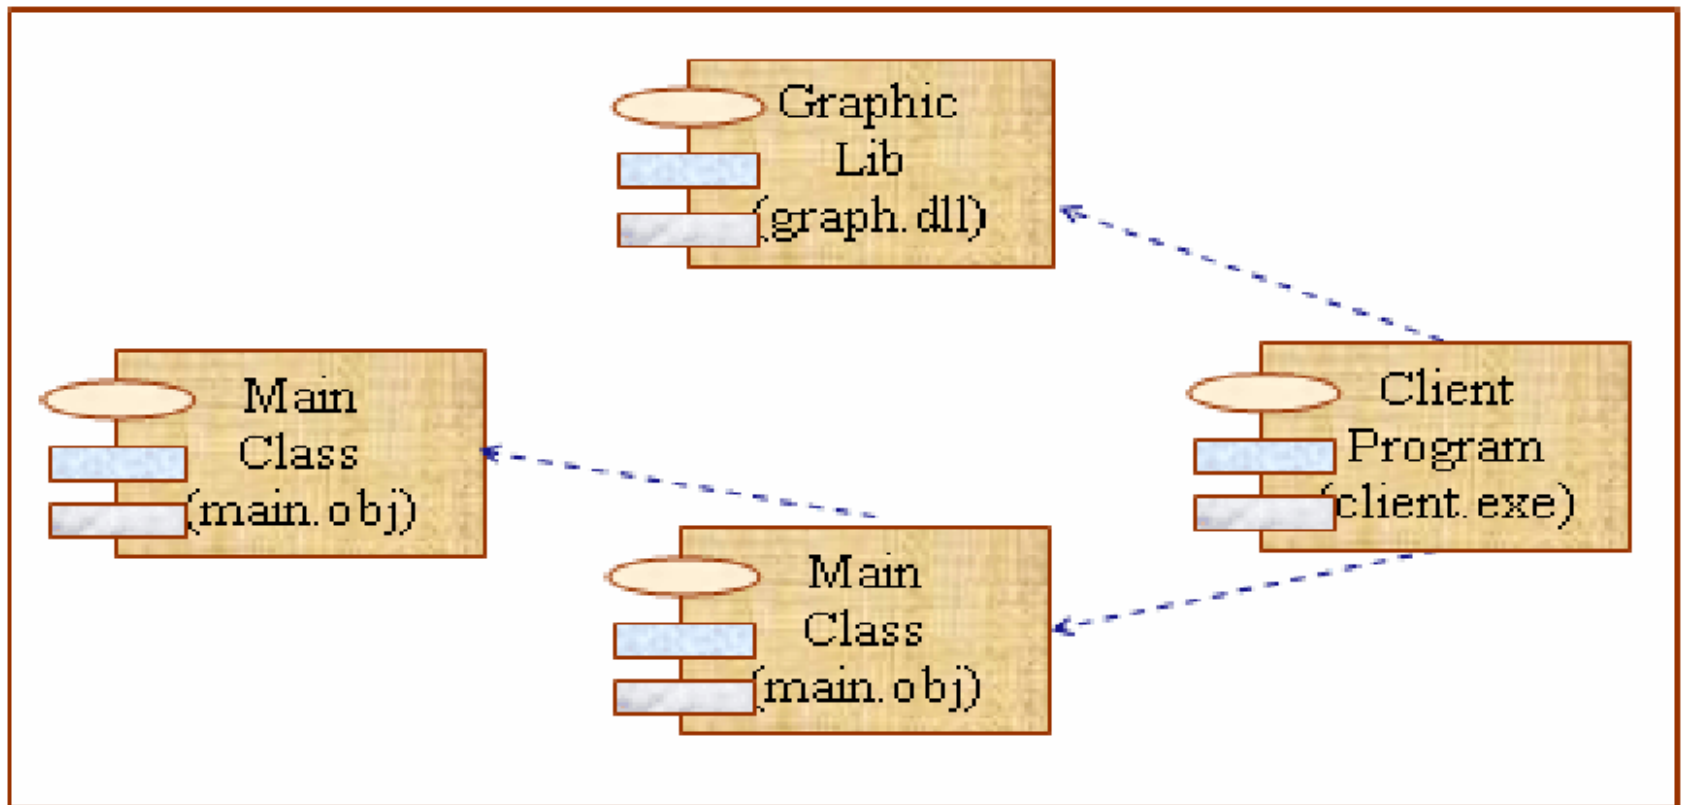 Graphic
Lib
(graph.dll)
Main
Class
(main.obj)
Client
Program
(client.exe)
Main
Class
(main.obj)